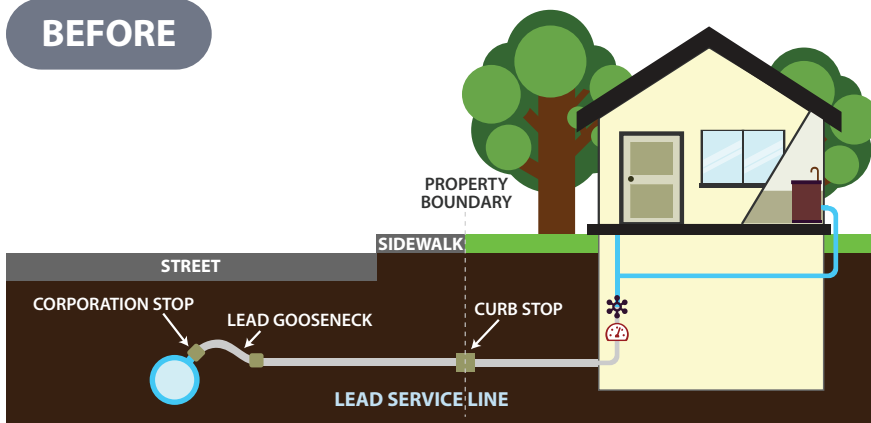 BEFORE
PROPERTY
BOUNDARY
SIDEWALK
STREET
CORPORATION STOP
LEAD GOOSENECK
CURB STOP
LEAD SERVICE LINE